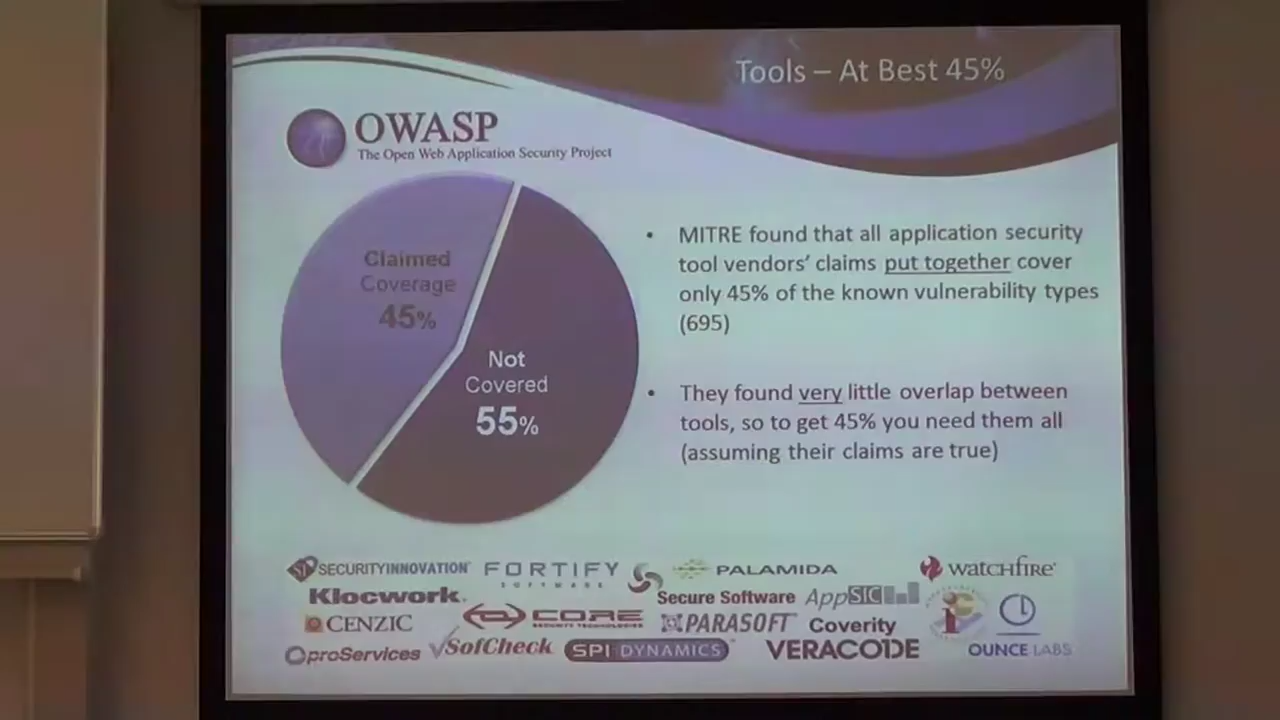 Tools – At Best 45%
OWASP
The Open Web Application Security Project
Claimed
Coverage
45%
Not
Covered
55%
• MITRE found that all application security
tool vendors’ claims put together cover
only 45% of the known vulnerability types
(695)
• They found very little overlap between
tools, so to get 45% you need them all
(assuming their claims are true)
SI SECURITYINNOVATION
FORTIFY
SOFTWARE
PALAMIDA
watchfire
Klocwork
Secure Software
AppSIC
CENZIC
CORE
SECURITY TECHNOLOGIES
PARASOFT
Coverity
proServices
SofCheck
SPI DYNAMICS
VERACODE
OUNCE LABS